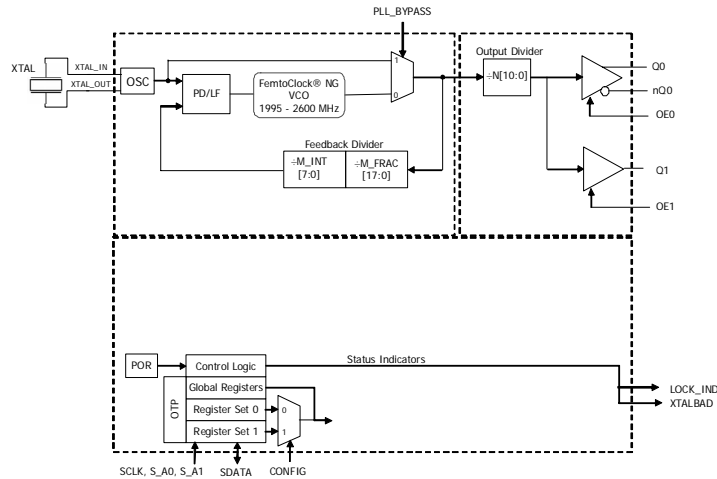 PLL_BYPASS
XTAL
XTAL_IN
XTAL_OUT
OSC
PD/LF
FemtoClock® NG
VCO
1995 - 2600 MHz
1
0
Output Divider
÷N[10:0]
Q0
nQ0
OE0
Feedback Divider
÷M_INT
[7:0]
÷M_FRAC
[17:0]
Q1
OE1
POR
Control Logic
Status Indicators
Global Registers
OTP
Register Set 0
0
Register Set 1
1
LOCK_IND
XTALBAD
SCLK, S_A0, S_A1
SDATA
CONFIG